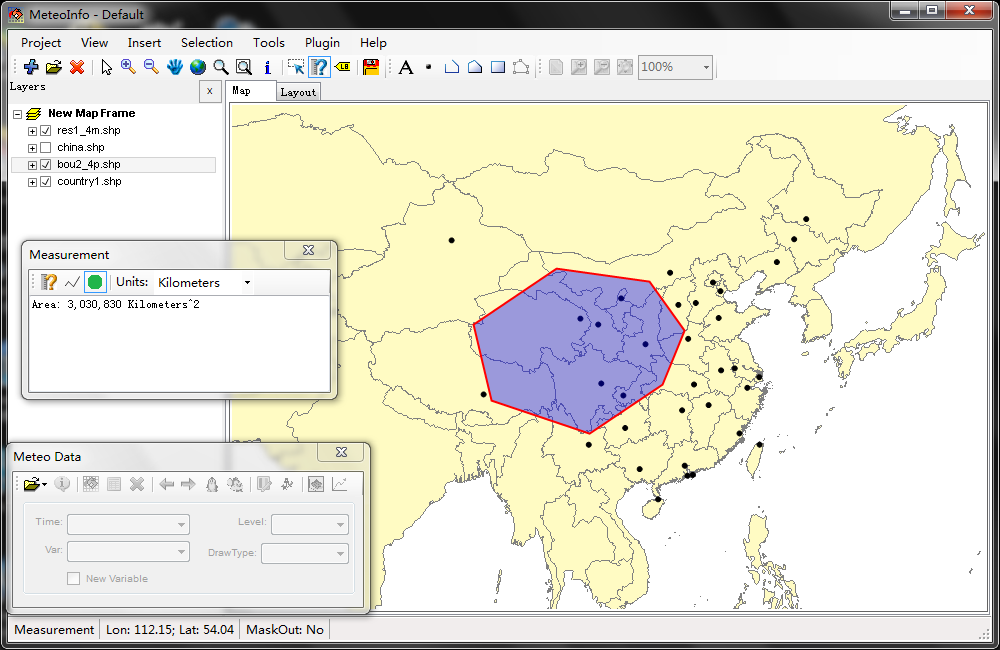 MeteoInfo - Default
Project View Insert Selection Tools Plugin Help
LB A 100%
Layers x
Map Layout
New Map Frame
res1_4m.shp
china.shp
bou2_4p.shp
country1.shp
Measurement
Units: Kilometers
Area: 3,030,830 Kilometers^2
Meteo Data
Time: Level:
Var: DrawType:
New Variable
Measurement Lon: 112.15; Lat: 54.04 MaskOut: No